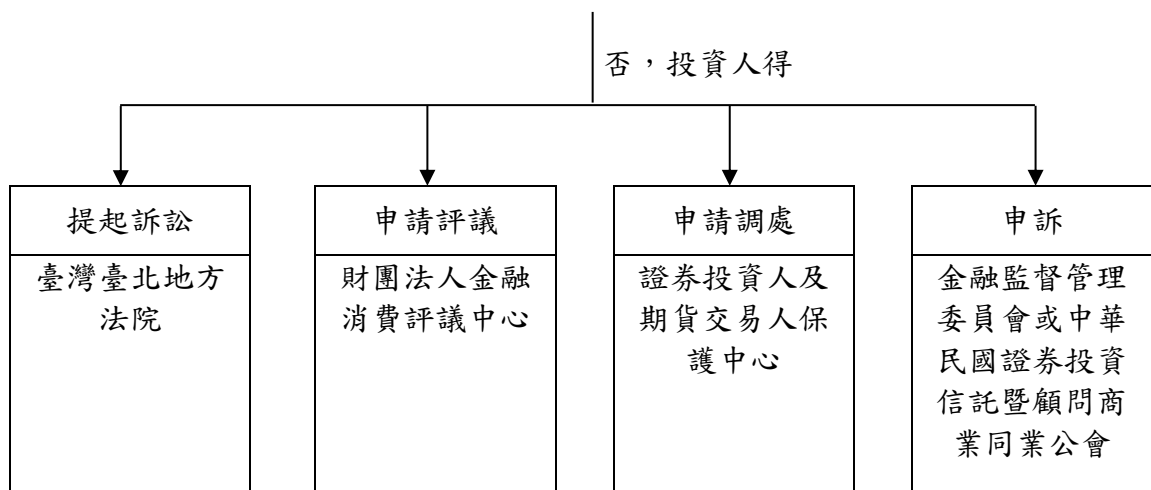 否，投資人得
提起訴訟
臺灣臺北地方
法院
申請評議
財團法人金融
消費評議中心
申請調處
證券投資人及
期貨交易人保
護中心
申訴
金融監督管理
委員會或中華
民國證券投資
信託暨顧問商
業同業公會